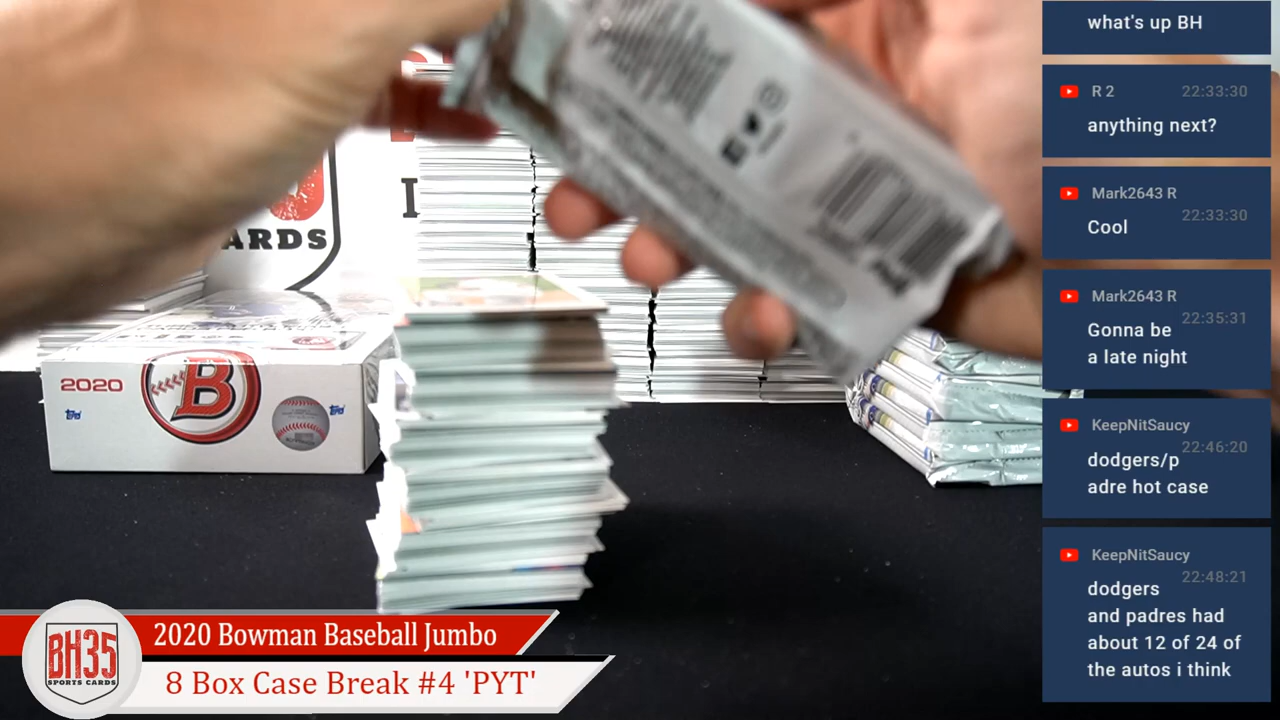 ARDS
2020
B
2020 Bowman Baseball Jumbo
8 Box Case Break #4 'PYT'
BH35
SPORTS CARDS
what's up BH
R 2 22:33:30
anything next?
Mark2643 R
22:33:30
Cool
Mark2643 R
22:35:31
Gonna be
a late night
KeepNitSaucy
22:46:20
dodgers/p
adre hot case
KeepNitSaucy
22:48:21
dodgers
and padres had
about 12 of 24 of
the autos i think